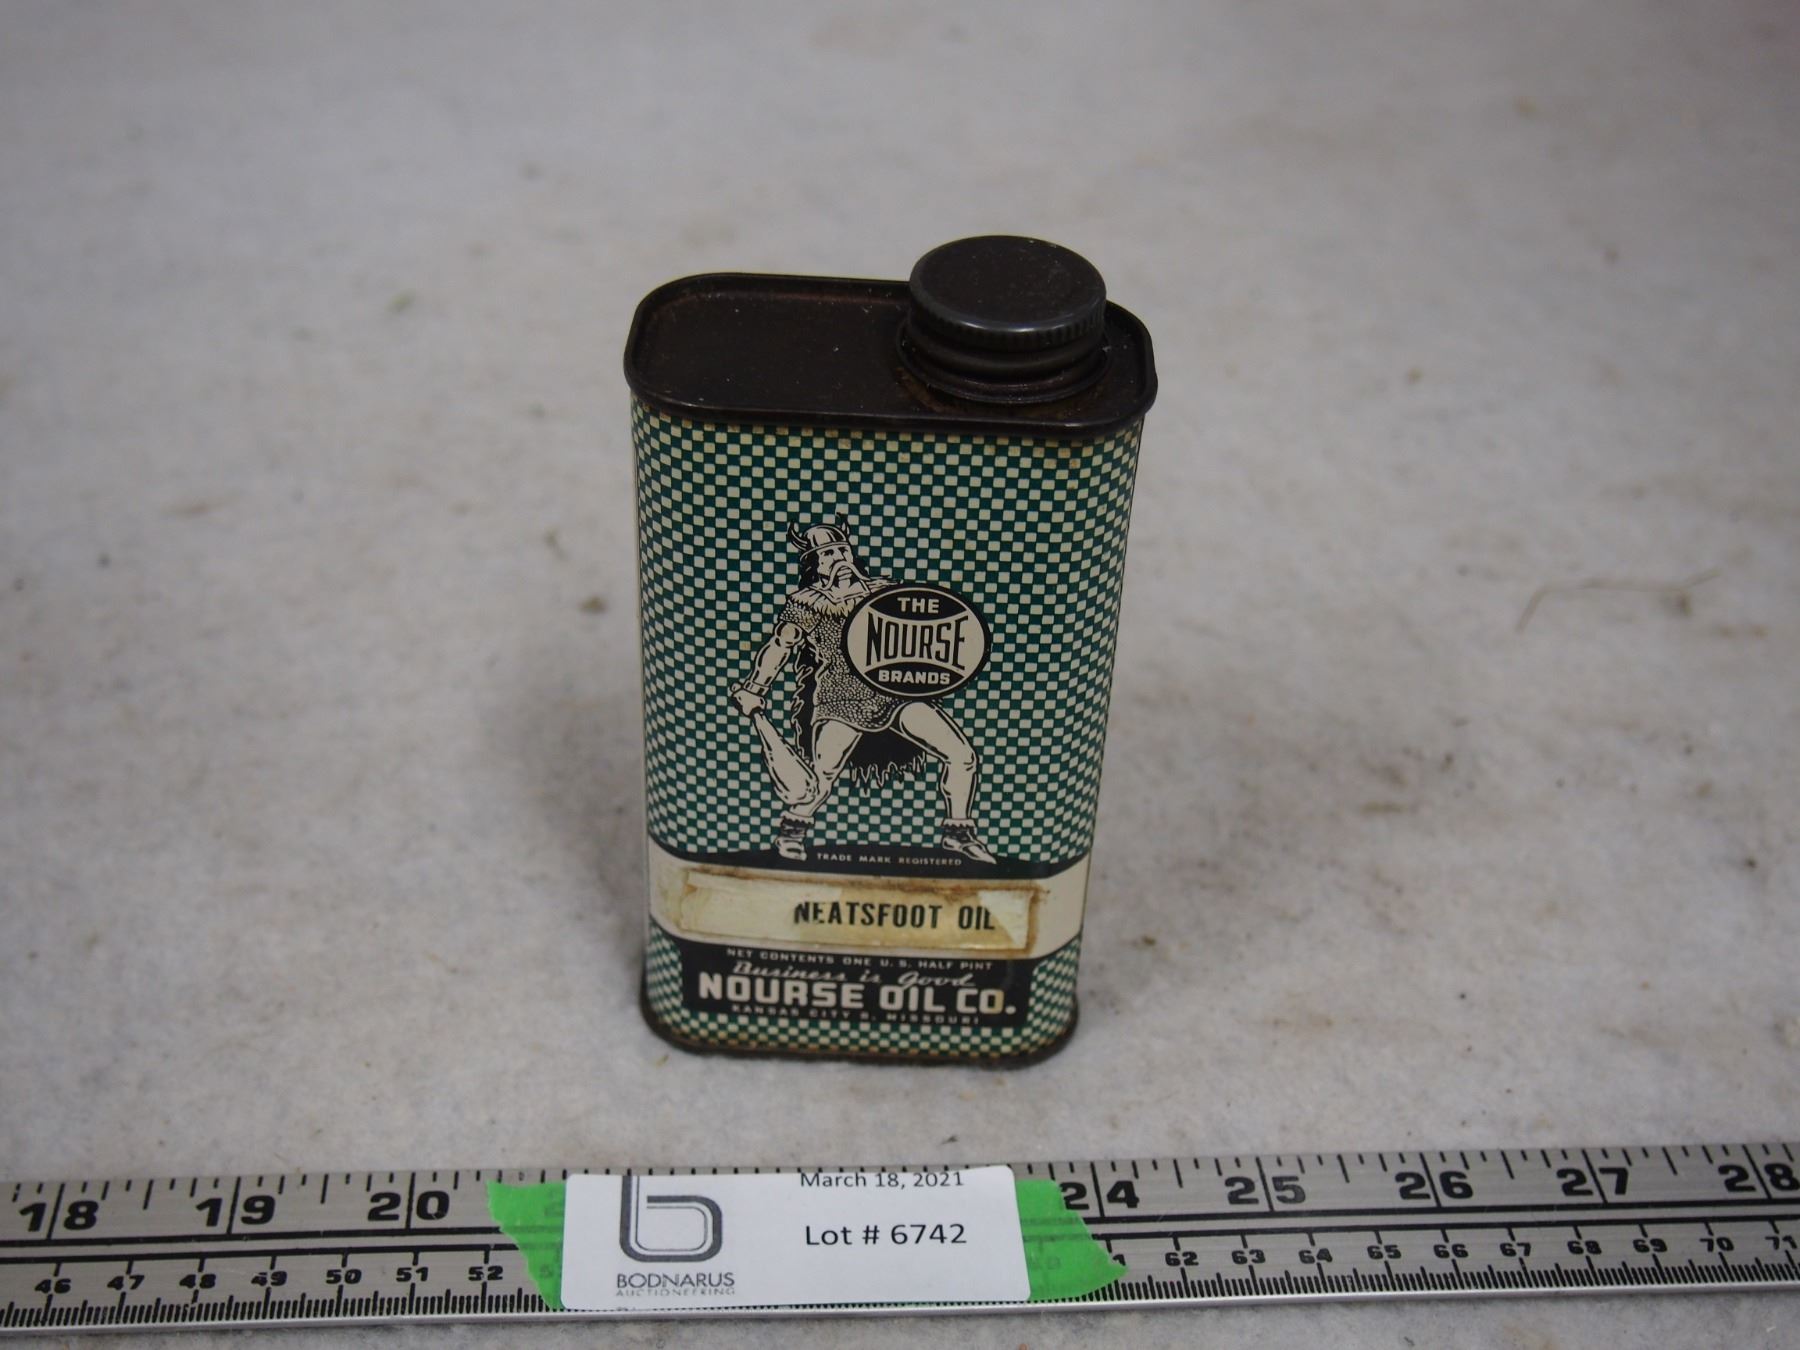 THE
NOURSE
BRANDS
TRADE MARK REGISTERED
NEATSFOOT OIL
NET CONTENTS ONE U. S. HALF PINT
Business is Good
NOURSE OIL CO.
KANSAS CITY 8, MISSOURI
18 19 20 24 25 26 27 28
46 47 48 49 50 51 52 62 63 64 65 66 67 68 69 70 71
March 18, 2021
Lot # 6742
BODNARUS
AUCTIONEERING